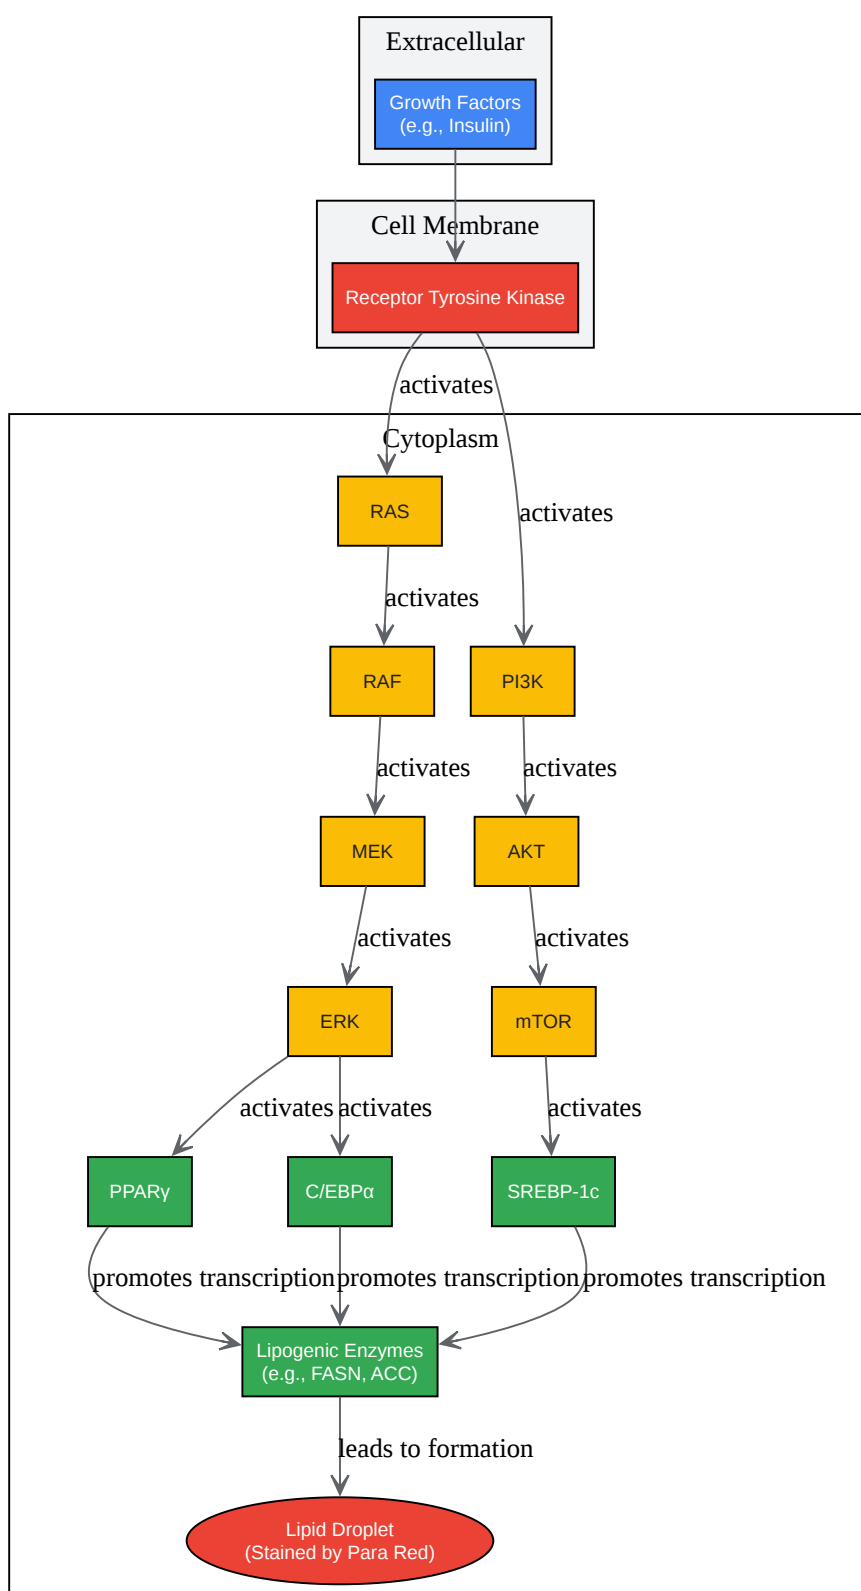 Extracellular
Growth Factors
(e.g., Insulin)
Cell Membrane
Receptor Tyrosine Kinase
activates
Cytoplasm
RAS
activates
activates
RAF
PI3K
activates
activates
MEK
AKT
activates
activates
ERK
mTOR
activates
activates
activates
PPARγ
C/EBPα
SREBP-1c
promotes transcription
promotes transcription
promotes transcription
Lipogenic Enzymes
(e.g., FASN, ACC)
leads to formation
Lipid Droplet
(Stained by Para Red)